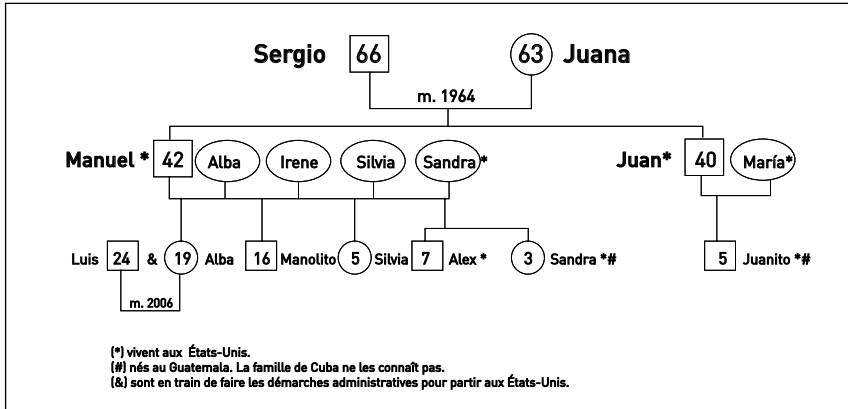 Sergio 66 63 Juana
m. 1964
Manuel * 42 Alba Irene Silvia Sandra* Juan* 40 María*
Luis 24 & 19 Alba 16 Manolito 5 Silvia 7 Alex * 3 Sandra *# 5 Juanito *#
m. 2006
(*) vivent aux États-Unis.
(#) nés au Guatemala. La famille de Cuba ne les connaît pas.
(&) sont en train de faire les démarches administratives pour partir aux États-Unis.